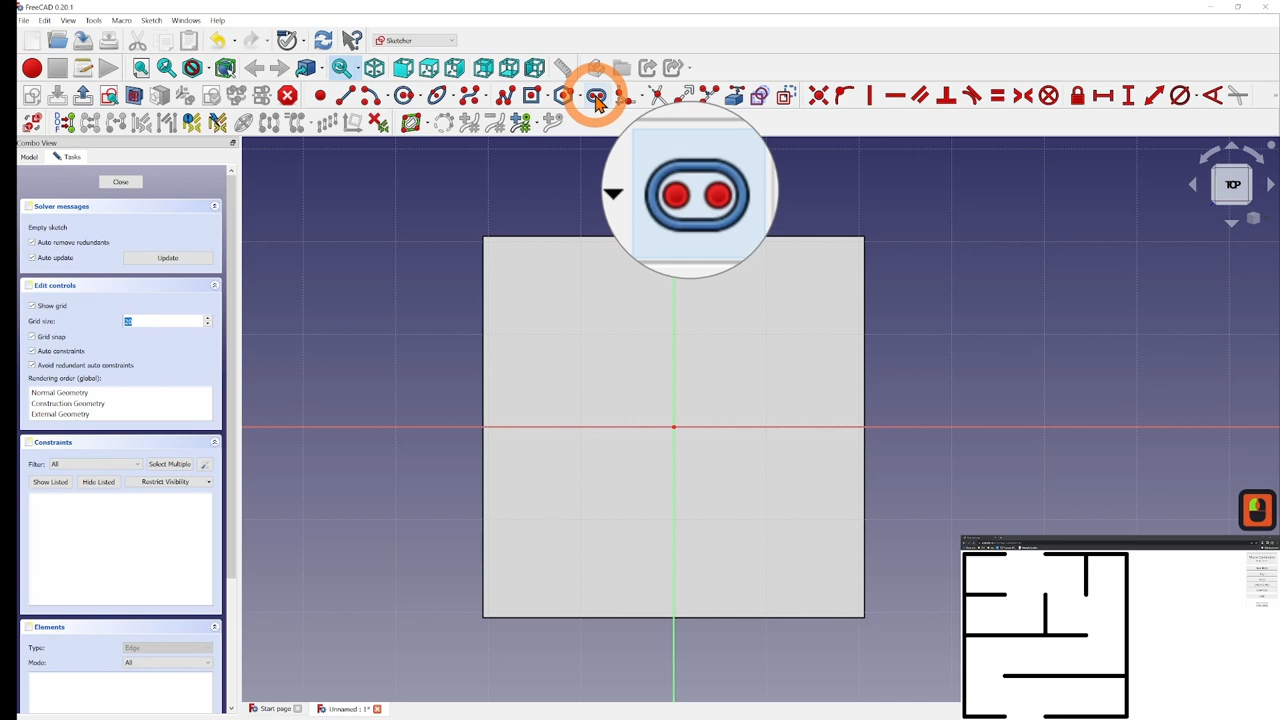 FreeCAD 0.20.1
File Edit View Tools Macro Sketch Windows Help
Sketcher
Combo View
Model Tasks
Close
Solver messages
Empty sketch
Auto remove redundants
Auto update Update
Edit controls
Show grid
Grid size: 20
Grid snap
Auto constraints
Avoid redundant auto constraints
Rendering order (global):
Normal Geometry
Construction Geometry
External Geometry
Constraints
Filter: All Select Multiple
Show Listed Hide Listed Restrict Visibility
Elements
Type: Edge
Mode: All
TOP
Start page Unnamed : 1*